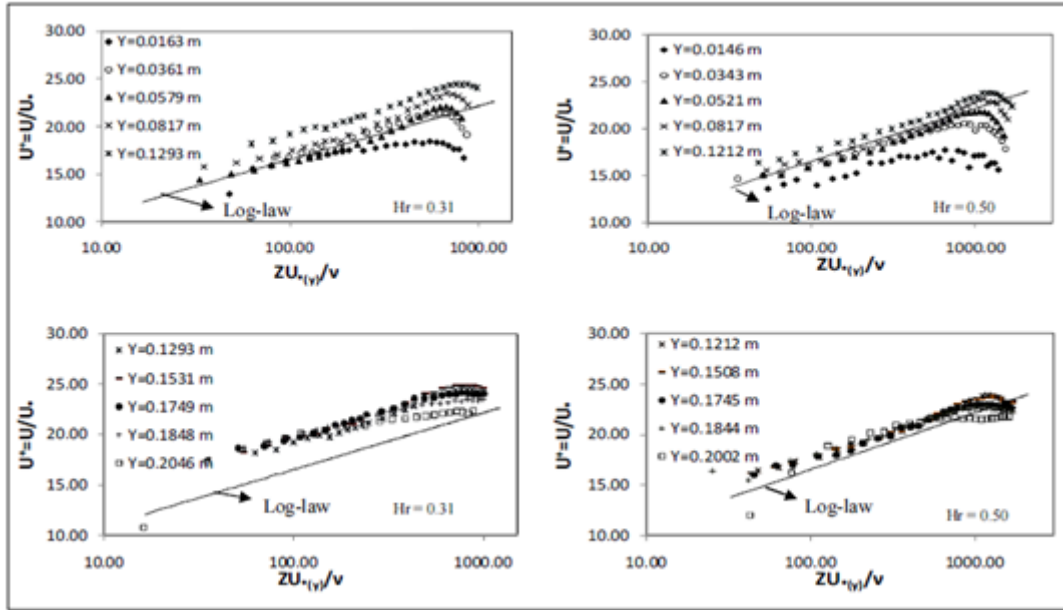 30.00
25.00
20.00
15.00
10.00
U⁺=U/U*
Y=0.0163 m
Y=0.0361 m
Y=0.0579 m
Y=0.0817 m
Y=0.1293 m
Log-law
Hr = 0.31
10.00 100.00 1000.00
ZU*(y)/ν
30.00
25.00
20.00
15.00
10.00
U⁺=U/U*
Y=0.0146 m
Y=0.0343 m
Y=0.0521 m
Y=0.0817 m
Y=0.1212 m
Log-law
Hr = 0.50
10.00 100.00 1000.00
ZU*(y)/ν
30.00
25.00
20.00
15.00
10.00
U⁺=U/U*
Y=0.1293 m
Y=0.1531 m
Y=0.1749 m
Y=0.1848 m
Y=0.2046 m
Log-law
Hr = 0.31
10.00 100.00 1000.00
ZU*(y)/ν
30.00
25.00
20.00
15.00
10.00
U⁺=U/U*
Y=0.1212 m
Y=0.1508 m
Y=0.1745 m
Y=0.1844 m
Y=0.2002 m
Log-law
Hr = 0.50
10.00 100.00 1000.00
ZU*(y)/ν